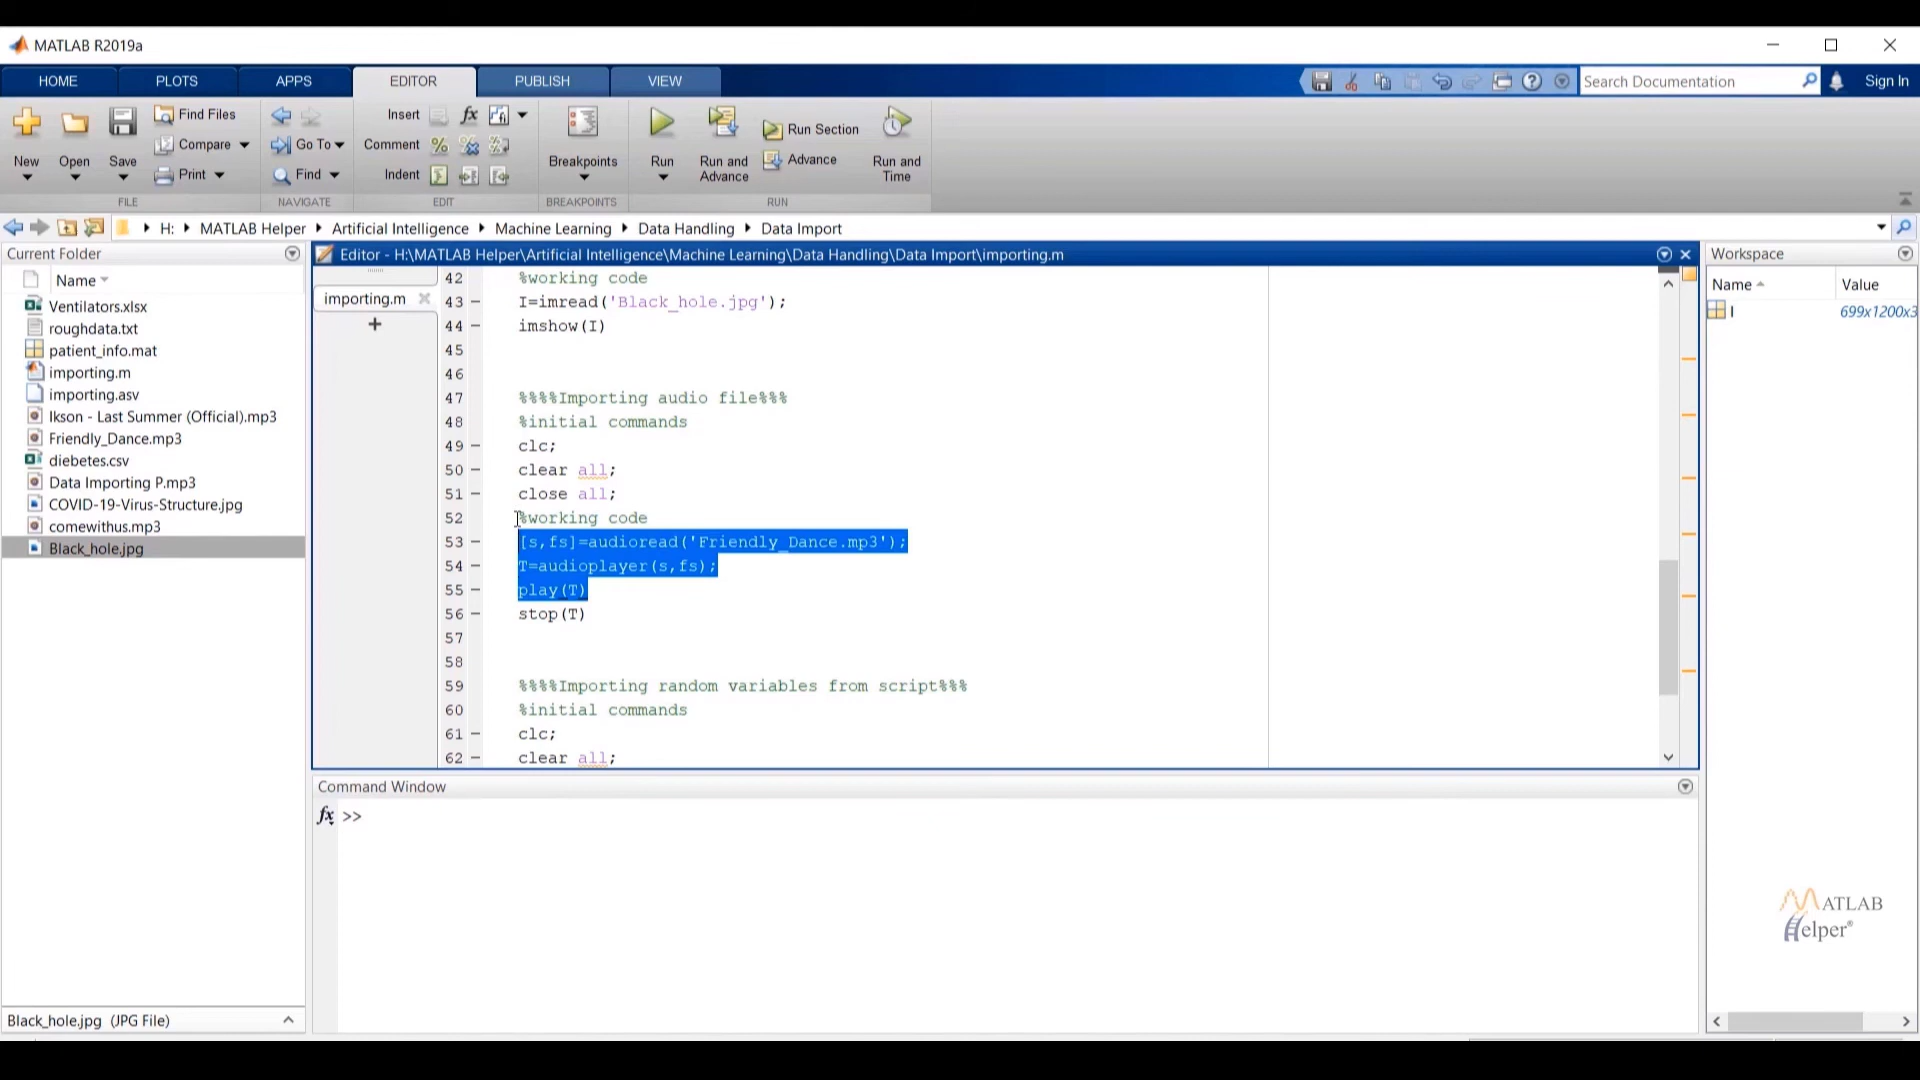 MATLAB R2019a
HOME PLOTS APPS EDITOR PUBLISH VIEW Search Documentation Sign In
New Open Save Find Files Compare Print Go To Find Insert fx Comment Indent Breakpoints Run Run and Advance Run Section Advance Run and Time
FILE NAVIGATE EDIT BREAKPOINTS RUN
H: MATLAB Helper Artificial Intelligence Machine Learning Data Handling Data Import
Current Folder
Name
Ventilators.xlsx
roughdata.txt
patient_info.mat
importing.m
importing.asv
Ikson - Last Summer (Official).mp3
Friendly_Dance.mp3
diebetes.csv
Data Importing P.mp3
COVID-19-Virus-Structure.jpg
comewithus.mp3
Black_hole.jpg
Black_hole.jpg (JPG File)
Editor - H:\MATLAB Helper\Artificial Intelligence\Machine Learning\Data Handling\Data Import\importing.m
importing.m
+
42 %working code
43 – I=imread('Black_hole.jpg');
44 – imshow(I)
45
46
47 %%%%Importing audio file%%%
48 %initial commands
49 – clc;
50 – clear all;
51 – close all;
52 %working code
53 – [s,fs]=audioread('Friendly_Dance.mp3');
54 – T=audioplayer(s,fs);
55 – play(T)
56 – stop(T)
57
58
59 %%%%Importing random variables from script%%%
60 %initial commands
61 – clc;
62 – clear all;
Command Window
fx >>
Workspace
Name Value
I 699x1200x3
MATLAB
Helper®